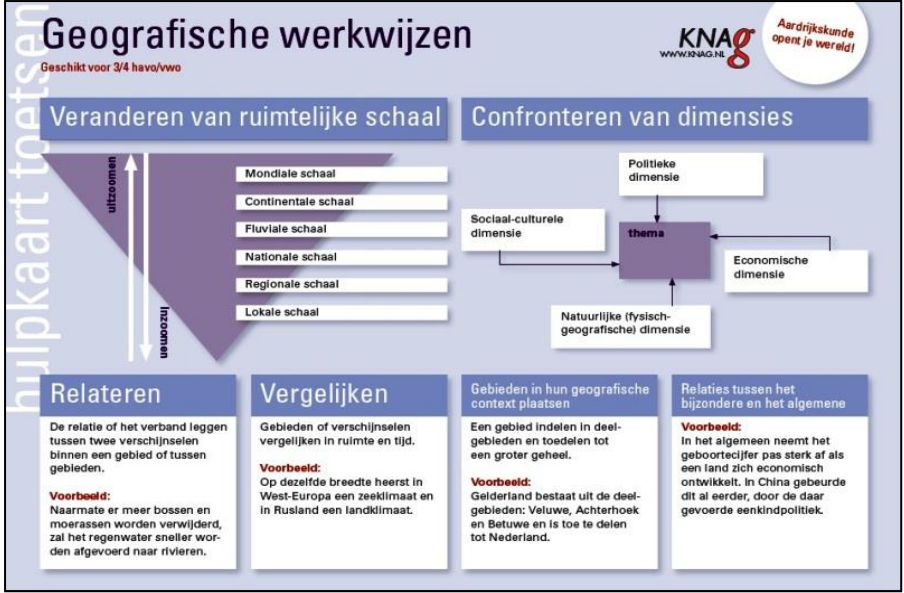 hulpkaart toetsen
Geografische werkwijzen
Geschikt voor 3/4 havo/vwo
KNAg
WWW.KNAG.NL
Aardrijkskunde
opent je wereld!
Veranderen van ruimtelijke schaal
uitzoomen
Inzoomen
Mondiale schaal
Continentale schaal
Fluviale schaal
Nationale schaal
Regionale schaal
Lokale schaal
Confronteren van dimensies
Politieke
dimensie
Sociaal-culturele
dimensie
thema
Economische
dimensie
Natuurlijke (fysisch-
geografische) dimensie
Relateren
De relatie of het verband leggen
tussen twee verschijnselen
binnen een gebied of tussen
gebieden.
Voorbeeld:
Naarmate er meer bossen en
moerassen worden verwijderd,
zal het regenwater sneller wor-
den afgevoerd naar rivieren.
Vergelijken
Gebieden of verschijnselen
vergelijken in ruimte en tijd.
Voorbeeld:
Op dezelfde breedte heerst in
West-Europa een zeeklimaat en
in Rusland een landklimaat.
Gebieden in hun geografische
context plaatsen
Een gebied indelen in deel-
gebieden en toedelen tot
een groter geheel.
Voorbeeld:
Gelderland bestaat uit de deel-
gebieden: Veluwe, Achterhoek
en Betuwe en is toe te delen
tot Nederland.
Relaties tussen het
bijzondere en het algemene
Voorbeeld:
In het algemeen neemt het
geboortecijfer pas sterk af als
een land zich economisch
ontwikkelt. In China gebeurde
dit al eerder, door de daar
gevoerde eenkindpolitiek.